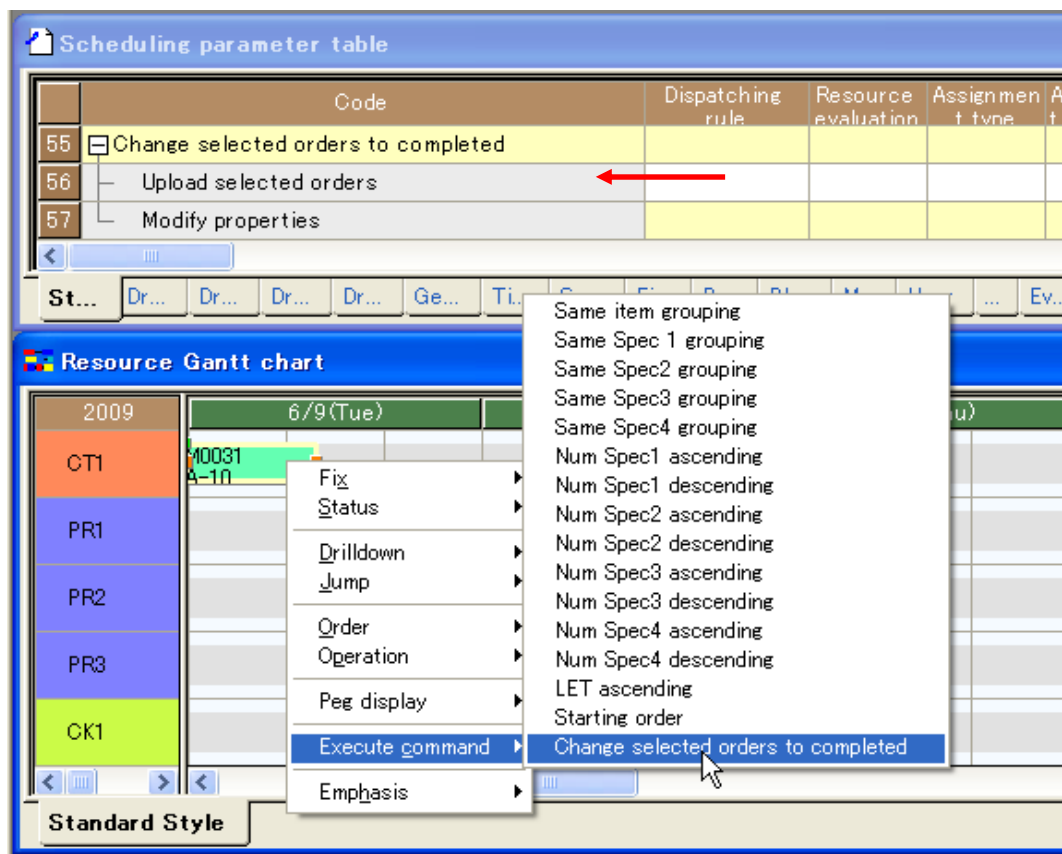 Scheduling parameter table
Code
Dispatching rule
Resource evaluation
Assignmen t type
55 Change selected orders to completed
56 Upload selected orders
57 Modify properties
St... Dr... Dr... Dr... Dr... Ge... Ti... Ev..
Resource Gantt chart
2009 6/9(Tue)
CT1
M0031
A-10
PR1
PR2
PR3
CK1
Fix
Status
Drilldown
Jump
Order
Operation
Peg display
Execute command
Emphasis
Same item grouping
Same Spec 1 grouping
Same Spec2 grouping
Same Spec3 grouping
Same Spec4 grouping
Num Spec1 ascending
Num Spec1 descending
Num Spec2 ascending
Num Spec2 descending
Num Spec3 ascending
Num Spec3 descending
Num Spec4 ascending
Num Spec4 descending
LET ascending
Starting order
Change selected orders to completed
Standard Style